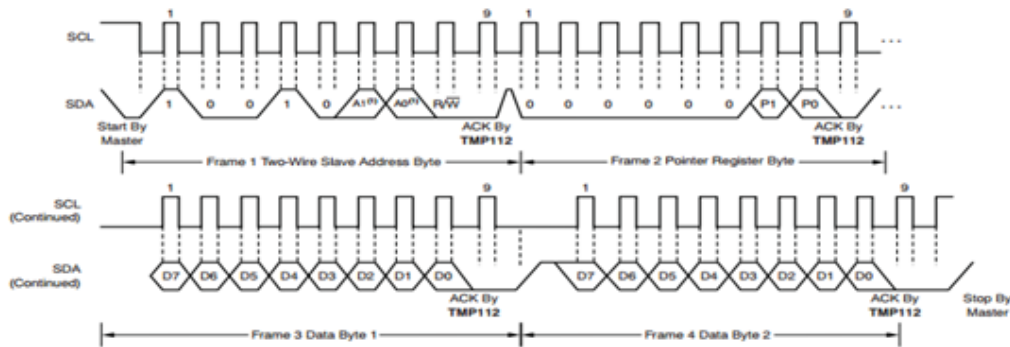 1 9 1 9
SCL
SDA 1 0 0 1 0 A1(1) A0(1) R/W 0 0 0 0 0 0 P1 P0
Start By Master ACK By TMP112 ACK By TMP112
Frame 1 Two-Wire Slave Address Byte Frame 2 Pointer Register Byte
1 9 1 9
SCL (Continued)
SDA (Continued) D7 D6 D5 D4 D3 D2 D1 D0 D7 D6 D5 D4 D3 D2 D1 D0
ACK By TMP112 ACK By TMP112 Stop By Master
Frame 3 Data Byte 1 Frame 4 Data Byte 2